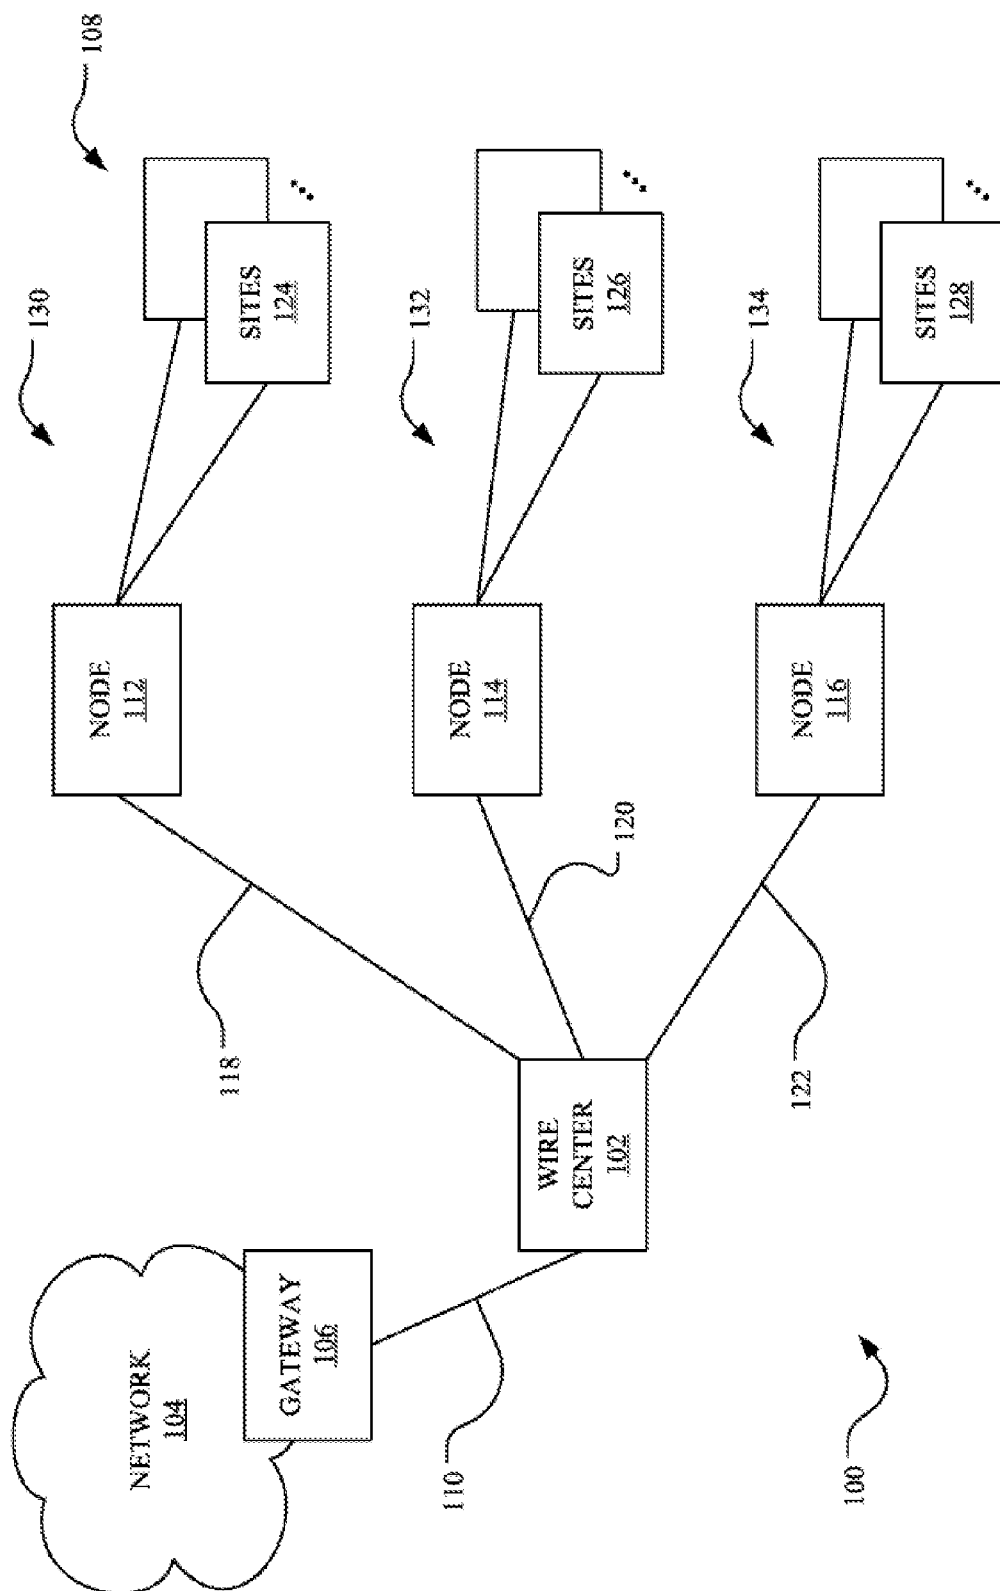 108
130
SITES
124
132
SITES
126
134
SITES
128
NODE
112
NODE
114
NODE
116
118
120
122
WIRE
CENTER
102
NETWORK
104
GATEWAY
106
110
100